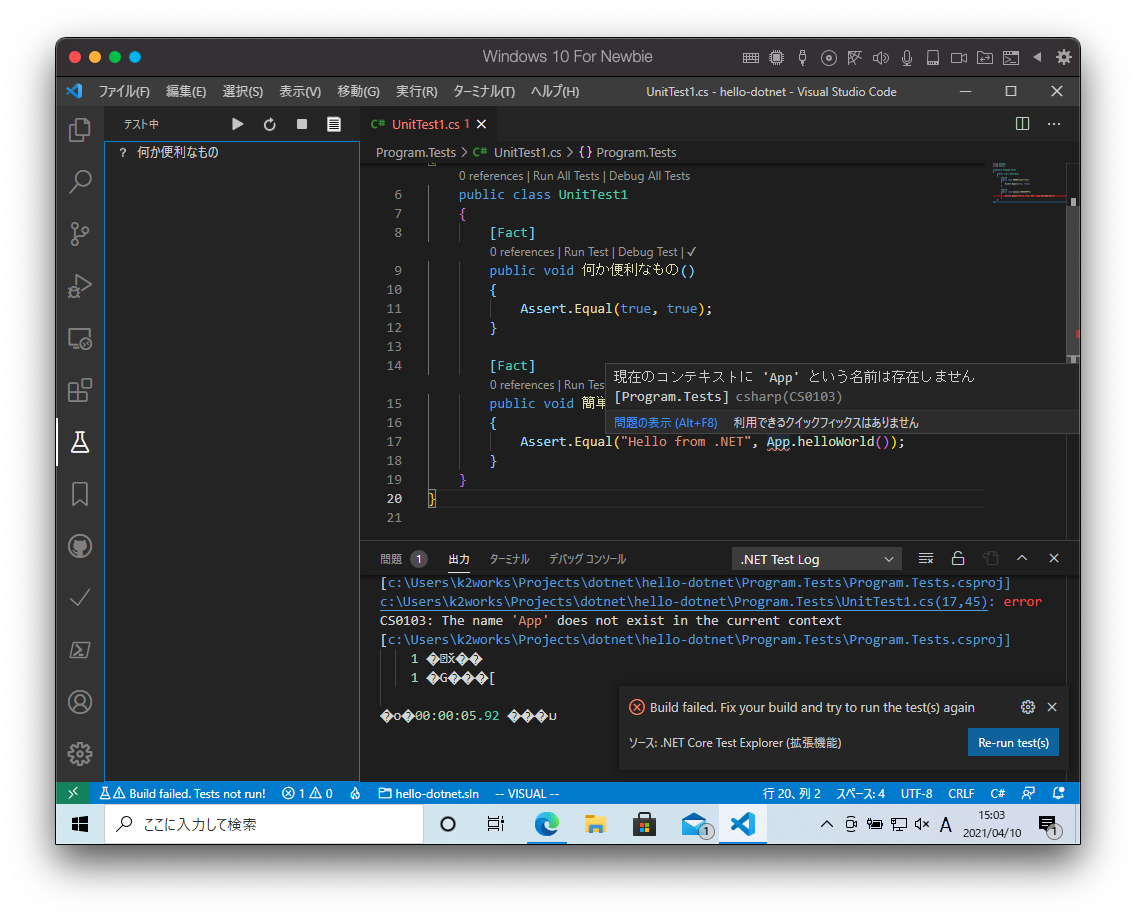 Windows 10 For Newbie
ファイル(F) 編集(E) 選択(S) 表示(V) 移動(G) 実行(R) ターミナル(T) ヘルプ(H) UnitTest1.cs - hello-dotnet - Visual Studio Code
テスト中
C# UnitTest1.cs 1
? 何か便利なもの
Program.Tests > C# UnitTest1.cs > {} Program.Tests
0 references | Run All Tests | Debug All Tests
6 public class UnitTest1
7 {
8 [Fact]
0 references | Run Test | Debug Test | ✓
9 public void 何か便利なもの()
10 {
11 Assert.Equal(true, true);
12 }
13
14 [Fact]
0 references | Run Tes
15 public void 簡単
16 {
17 Assert.Equal("Hello from .NET", App.helloWorld());
18 }
19 }
20 }
21
現在のコンテキストに 'App' という名前は存在しません
[Program.Tests] csharp(CS0103)
問題の表示 (Alt+F8) 利用できるクイックフィックスはありません
問題 1 出力 ターミナル デバッグ コンソール .NET Test Log
[c:\Users\k2works\Projects\dotnet\hello-dotnet\Program.Tests\Program.Tests.csproj]
c:\Users\k2works\Projects\dotnet\hello-dotnet\Program.Tests\UnitTest1.cs(17,45): error
CS0103: The name 'App' does not exist in the current context
[c:\Users\k2works\Projects\dotnet\hello-dotnet\Program.Tests\Program.Tests.csproj]
1
1 �G���[
�o�00:00:05.92
Build failed. Fix your build and try to run the test(s) again
ソース: .NET Core Test Explorer (拡張機能)
Re-run test(s)
Build failed. Tests not run! 1 0 hello-dotnet.sln -- VISUAL -- 行 20、列 2 スペース: 4 UTF-8 CRLF C#
ここに入力して検索
1
A
15:03
2021/04/10
1